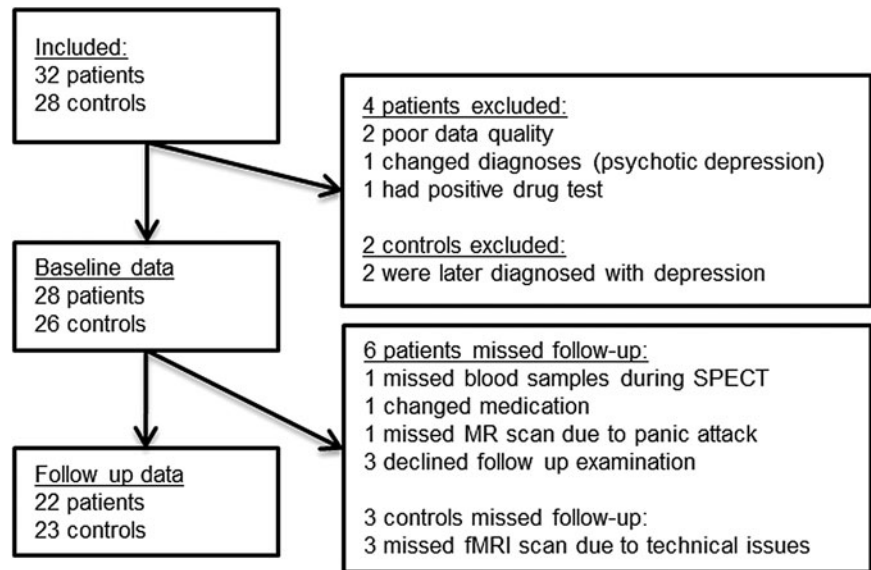 Included:
32 patients
28 controls
4 patients excluded:
2 poor data quality
1 changed diagnoses (psychotic depression)
1 had positive drug test
2 controls excluded:
2 were later diagnosed with depression
Baseline data
28 patients
26 controls
6 patients missed follow-up:
1 missed blood samples during SPECT
1 changed medication
1 missed MR scan due to panic attack
3 declined follow up examination
3 controls missed follow-up:
3 missed fMRI scan due to technical issues
Follow up data
22 patients
23 controls